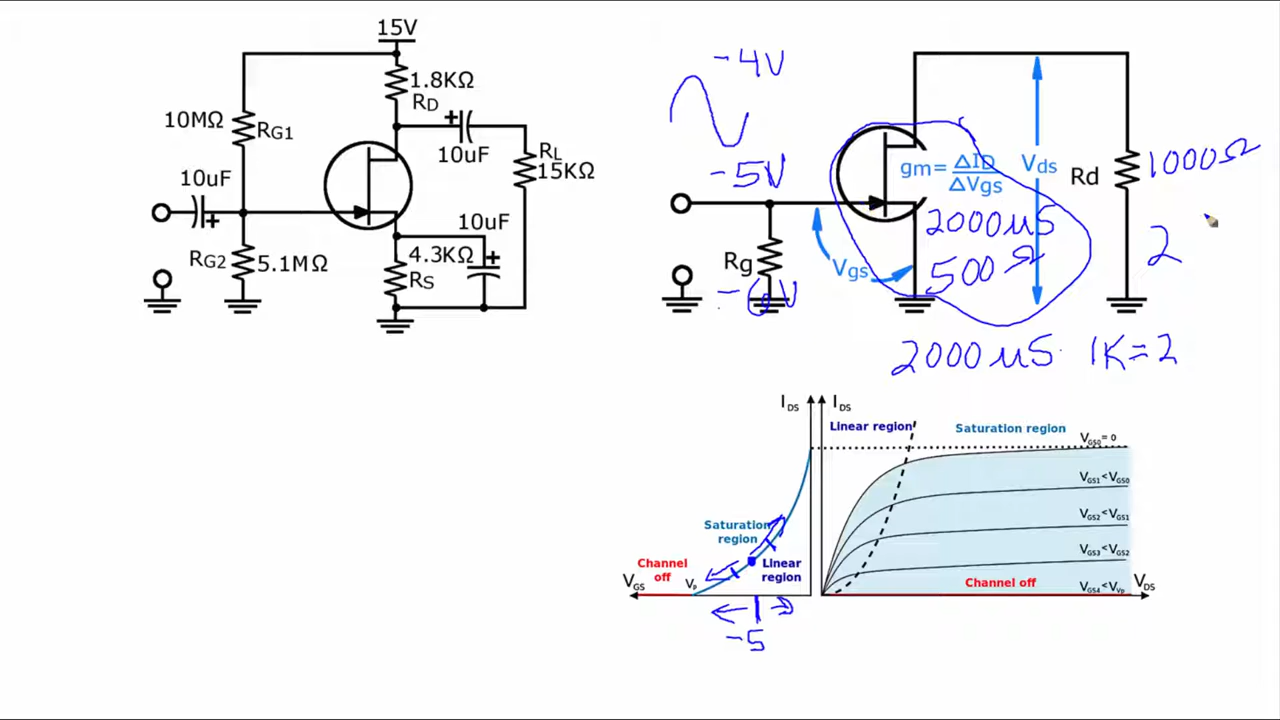 15V
1.8KΩ
RD
10MΩ
RG1
10uF
10uF
RL
15KΩ
10uF
RG2
5.1MΩ
4.3KΩ
RS
-4V
-5V
-6V
Rg
Vgs
gm= ΔID
ΔVgs
2000uS
500Ω
Vds
Rd
1000Ω
2
2000uS 1K=2
IDS
IDS
Linear region
Saturation region
VGS0= 0
VGS1<VGS0
VGS2<VGS1
VGS3<VGS2
VGS4<VVp
Saturation
region
Channel
off
Linear
region
VGS
VP
Channel off
VDS
-5